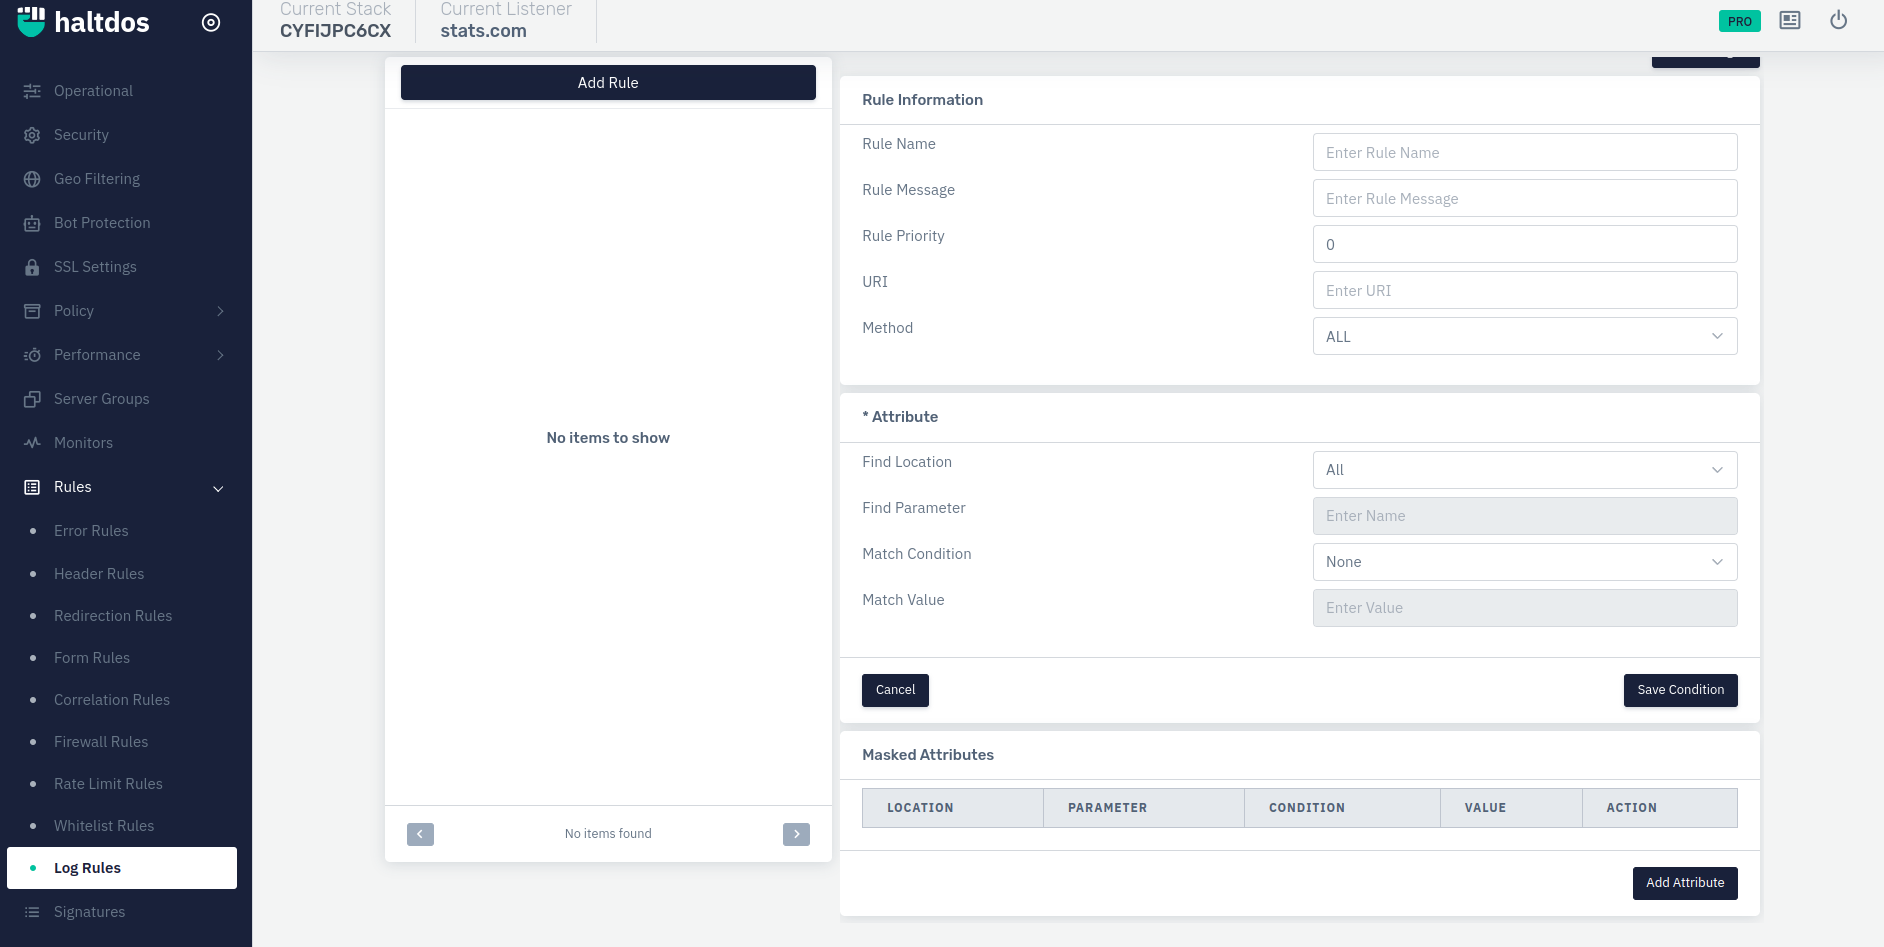 haltdos
Current Stack
CYFIJPC6CX
Current Listener
stats.com
PRO
Operational
Security
Geo Filtering
Bot Protection
SSL Settings
Policy
Performance
Server Groups
Monitors
Rules
Error Rules
Header Rules
Redirection Rules
Form Rules
Correlation Rules
Firewall Rules
Rate Limit Rules
Whitelist Rules
Log Rules
Signatures
Add Rule
No items to show
No items found
Rule Information
Rule Name
Enter Rule Name
Rule Message
Enter Rule Message
Rule Priority
0
URI
Enter URI
Method
ALL
* Attribute
Find Location
All
Find Parameter
Enter Name
Match Condition
None
Match Value
Enter Value
Cancel
Save Condition
Masked Attributes
LOCATION PARAMETER CONDITION VALUE ACTION
Add Attribute